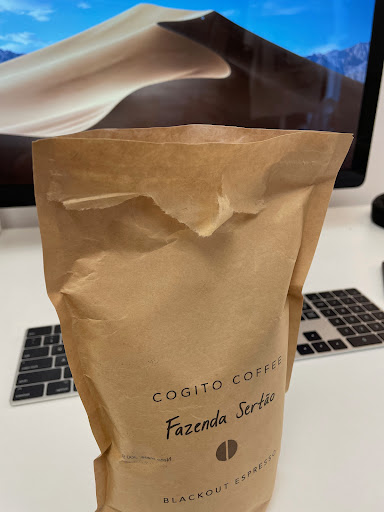 COGITO COFFEE
Fazenda Sertão
BLACKOUT ESPRESSO